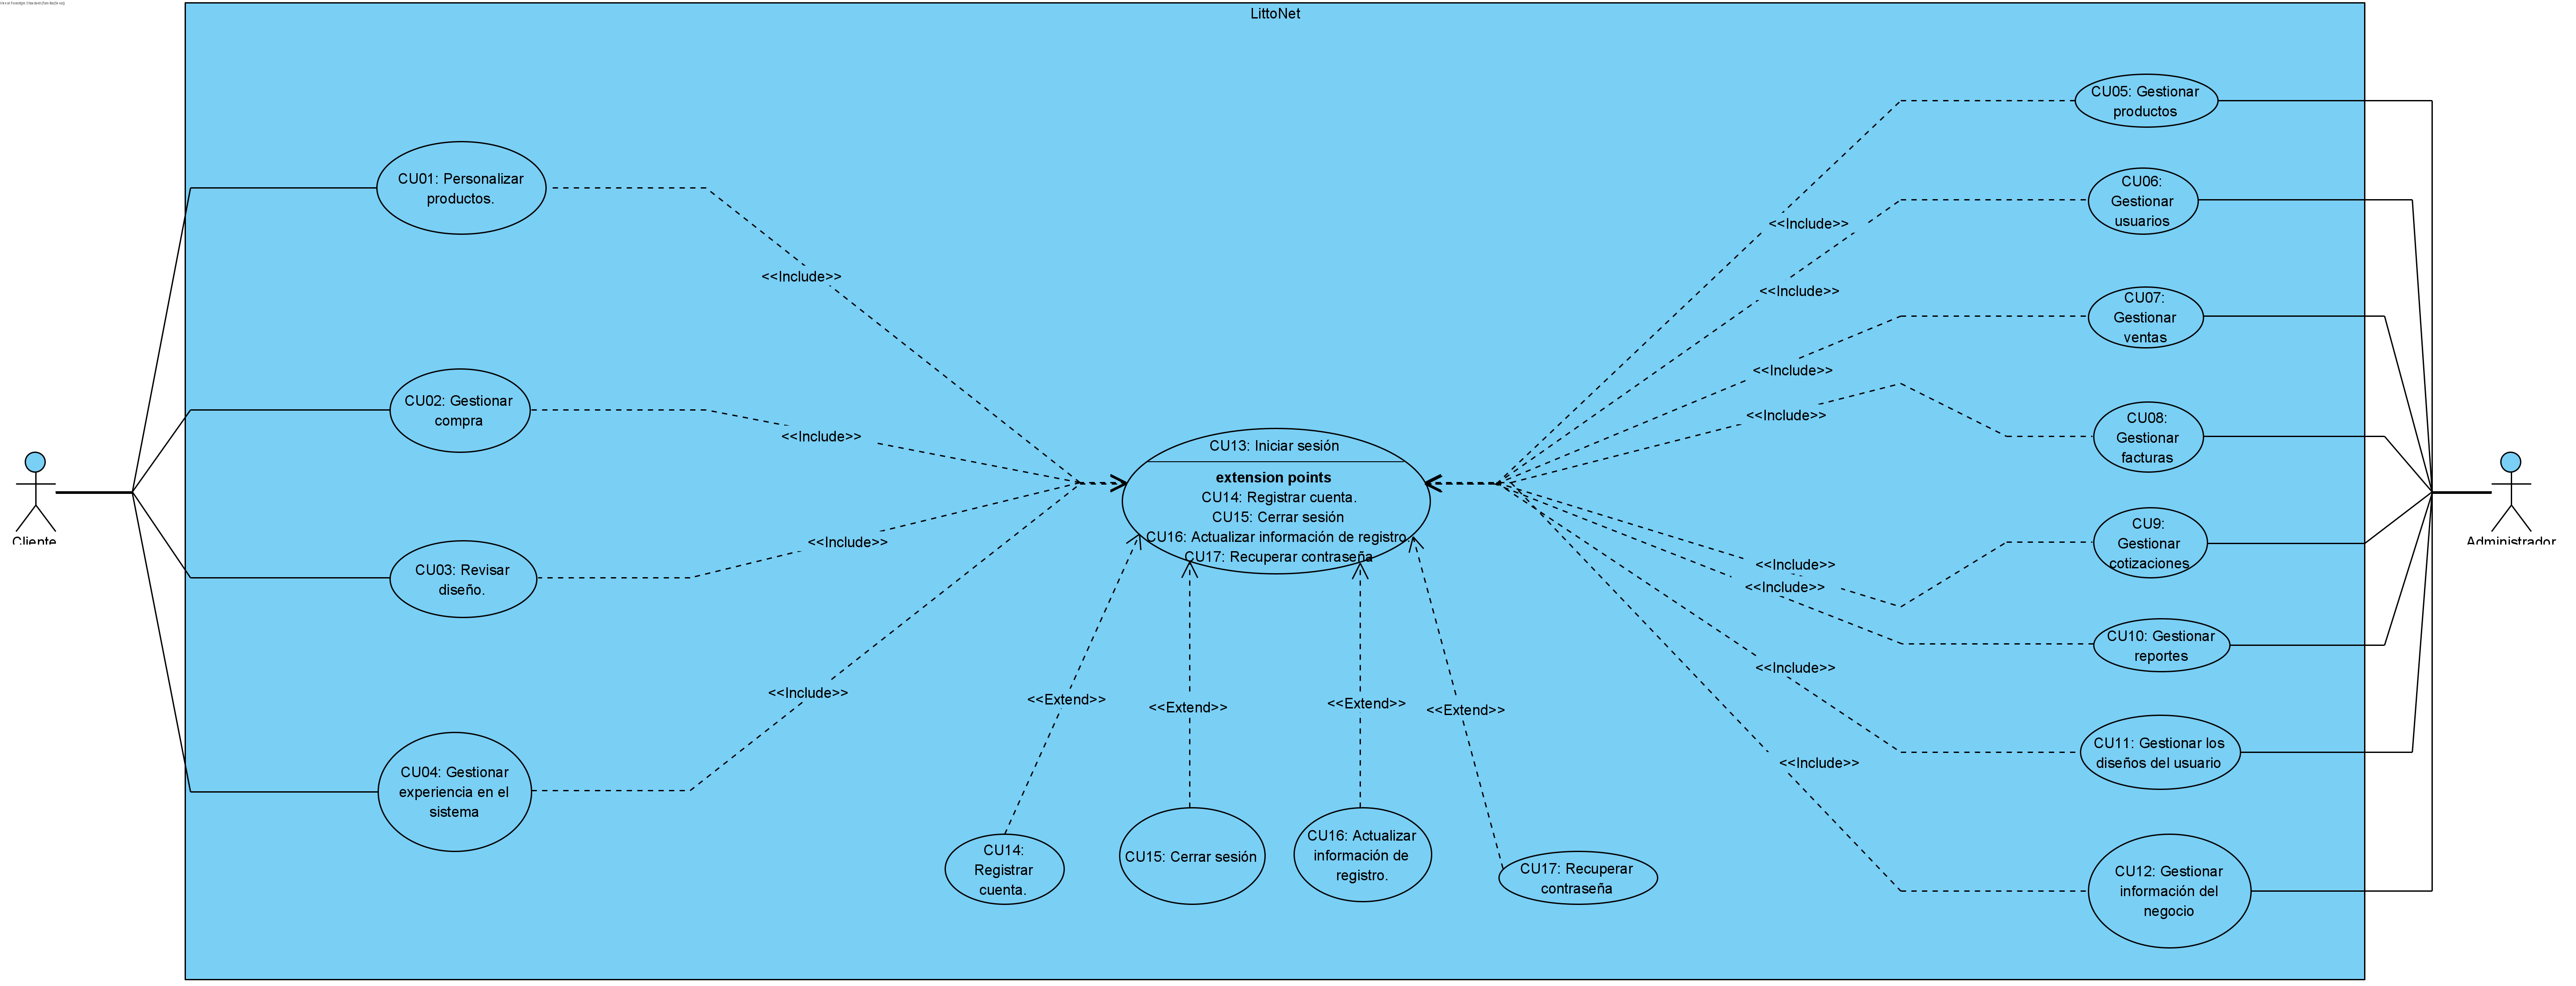 LittoNet
CU05: Gestionar
productos
CU01: Personalizar
productos.
CU06:
Gestionar
usuarios
<<Include>>
<<Include>>
<<Include>>
CU07:
Gestionar
ventas
<<Include>>
CU02: Gestionar
compra
<<Include>>
<<Include>>
CU08:
Gestionar
facturas
CU13: Iniciar sesión
extension points
CU14: Registrar cuenta.
CU15: Cerrar sesión
CU16: Actualizar información de registro.
CU17: Recuperar contraseña
Cliente
Administrador
<<Include>>
CU9:
Gestionar
cotizaciones
CU03: Revisar
diseño.
<<Include>>
<<Include>>
CU10: Gestionar
reportes
<<Include>>
<<Include>>
<<Extend>>
<<Extend>>
<<Extend>>
<<Extend>>
CU11: Gestionar los
diseños del usuario
<<Include>>
CU04: Gestionar
experiencia en el
sistema
CU14:
Registrar
cuenta.
CU15: Cerrar sesión
CU16: Actualizar
información de
registro.
CU17: Recuperar
contraseña
CU12: Gestionar
información del
negocio